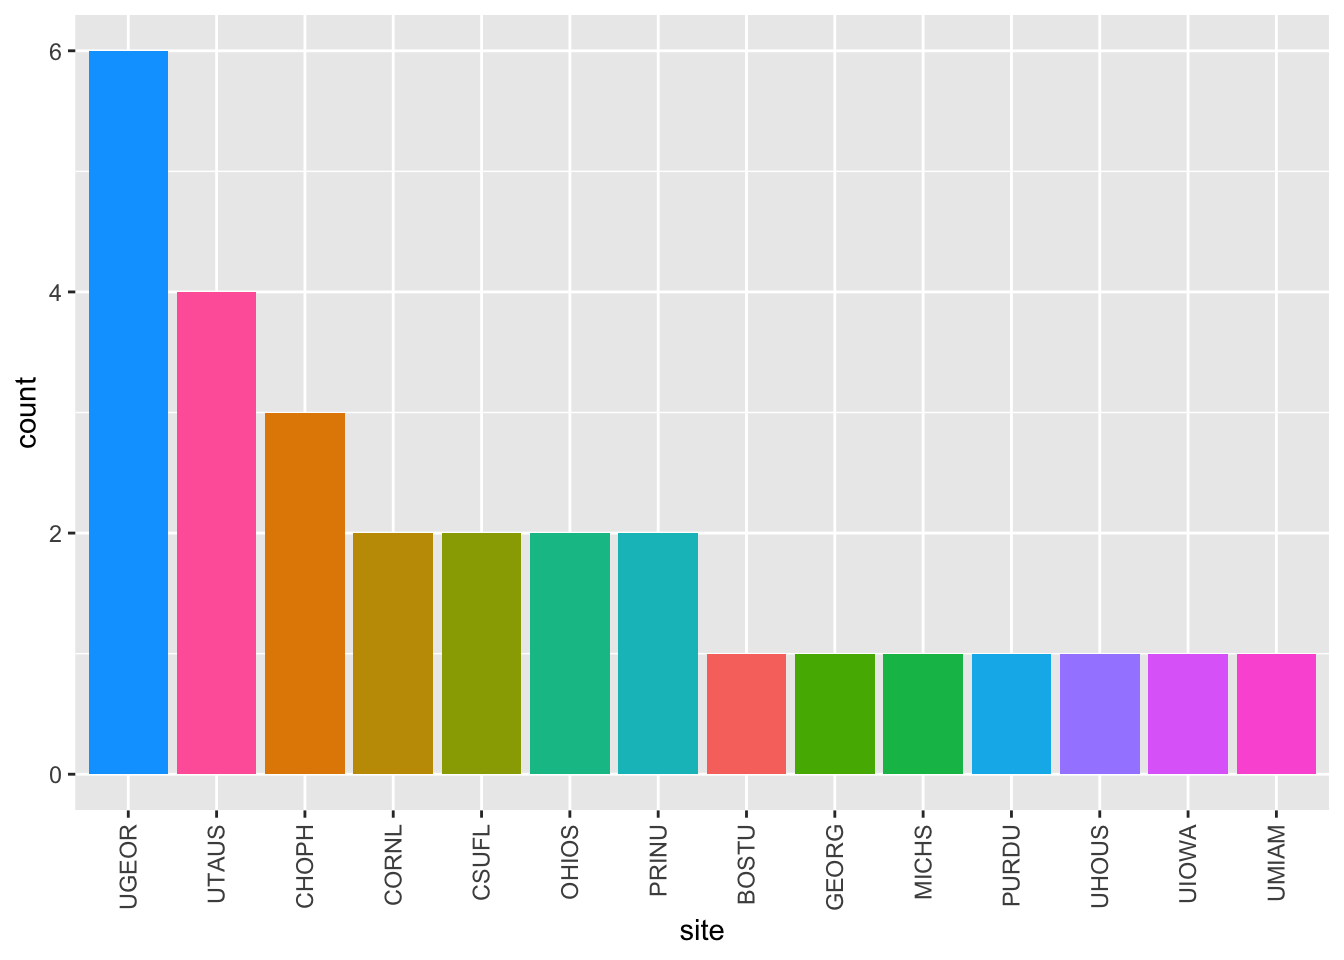 6
4
2
0
count
UGEOR
UTAUS
CHOPH
CORNL
CSUFL
OHIOS
PRINU
BOSTU
GEORG
MICHS
PURDU
UHOUS
UIOWA
UMIAM
site